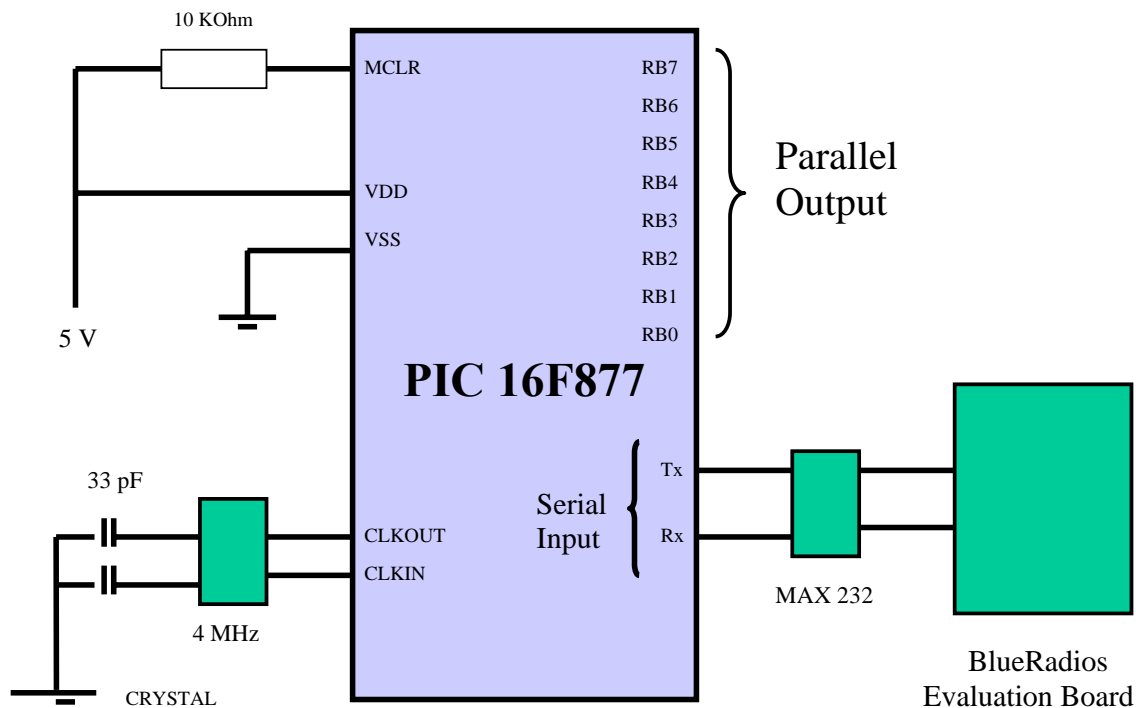 10 KOhm
MCLR
VDD
VSS
5 V
RB7
RB6
RB5
RB4
RB3
RB2
RB1
RB0
Parallel
Output
PIC 16F877
33 pF
CLKOUT
CLKIN
4 MHz
CRYSTAL
Serial
Input
Tx
Rx
MAX 232
BlueRadios
Evaluation Board